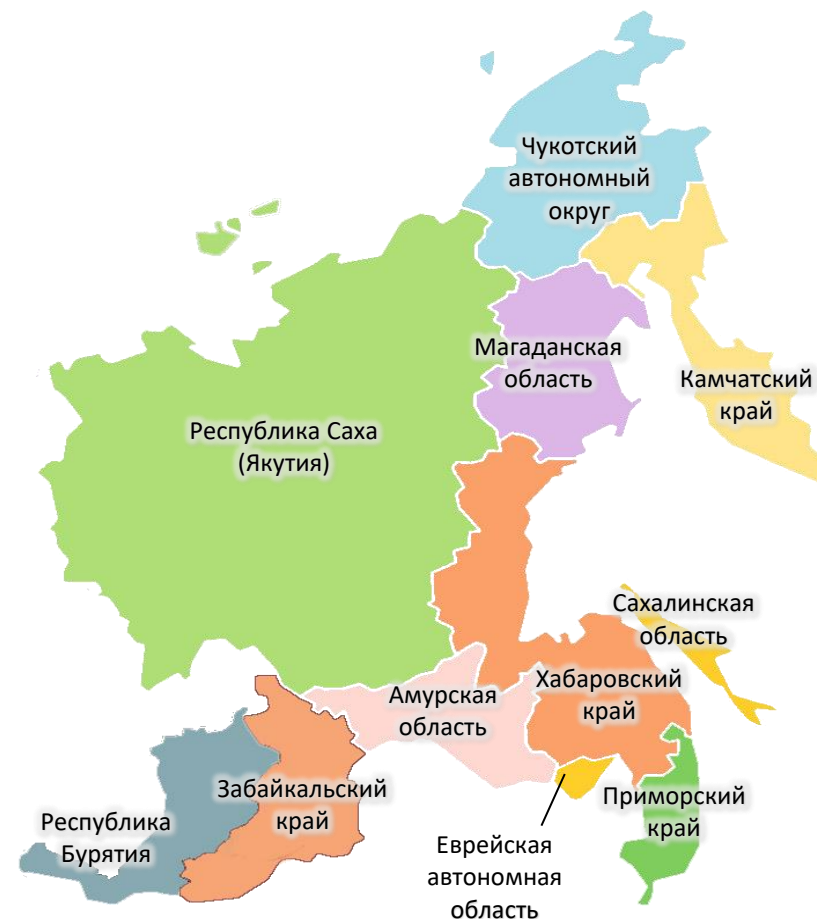 Чукотский
автономный
округ
Магаданская
область
Камчатский
край
Республика Саха
(Якутия)
Сахалинская
область
Хабаровский
край
Амурская
область
Забайкальский
край
Приморский
край
Республика
Бурятия
Еврейская
автономная
область